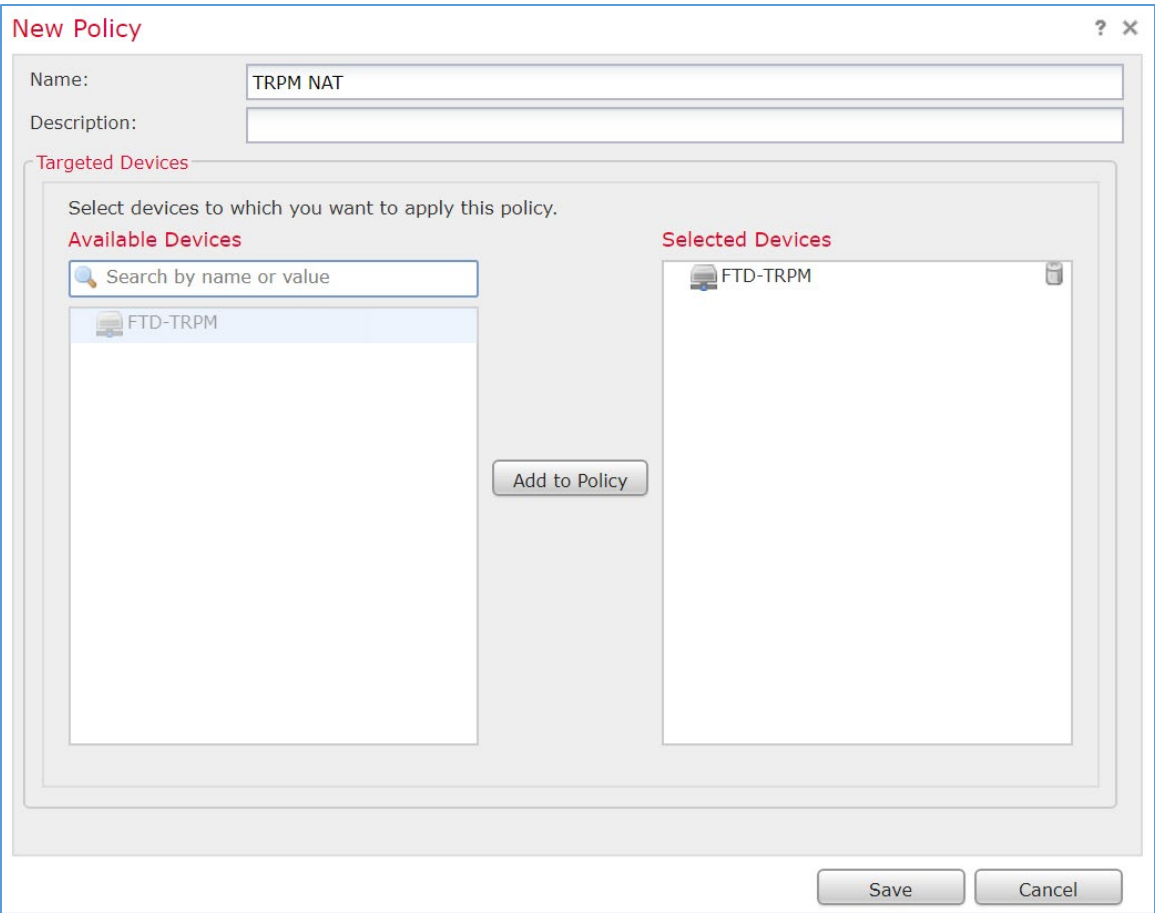 New Policy
? ×
Name:
TRPM NAT
Description:
Targeted Devices
Select devices to which you want to apply this policy.
Available Devices
Selected Devices
Search by name or value
FTD-TRPM
FTD-TRPM
Add to Policy
Save
Cancel